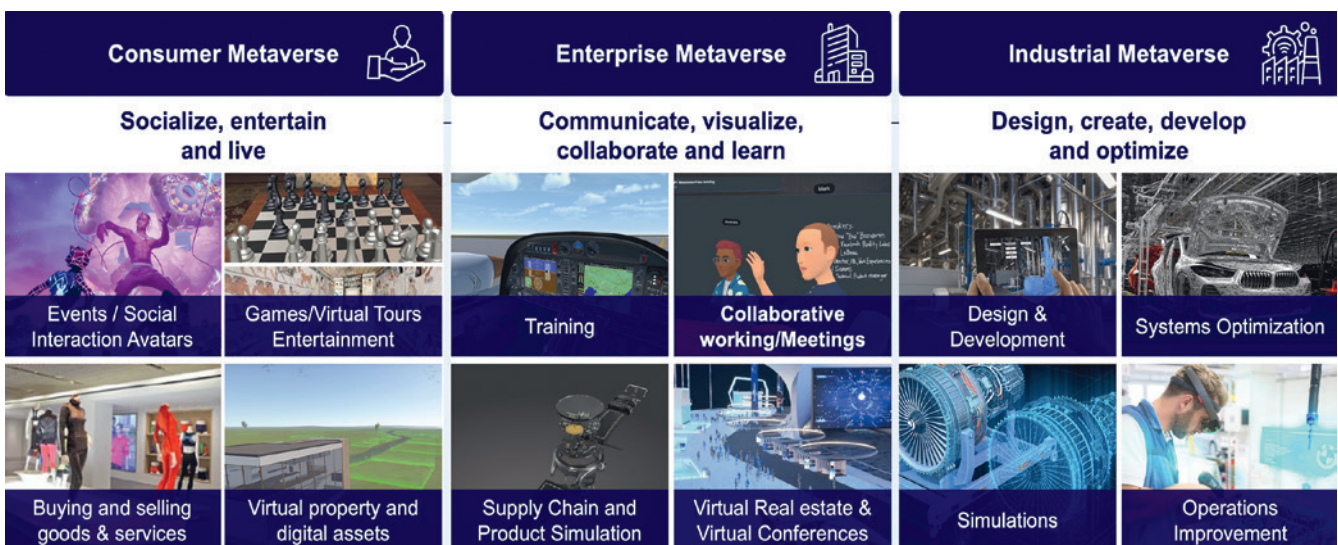 Consumer Metaverse
Enterprise Metaverse
Industrial Metaverse
Socialize, entertain
and live
Communicate, visualize,
collaborate and learn
Design, create, develop
and optimize
Events / Social
Interaction Avatars
Games/Virtual Tours
Entertainment
Training
Mark
Collaborative
working/Meetings
Design &
Development
Systems Optimization
Buying and selling
goods & services
Virtual property and
digital assets
Supply Chain and
Product Simulation
Virtual Real estate &
Virtual Conferences
Simulations
Operations
Improvement